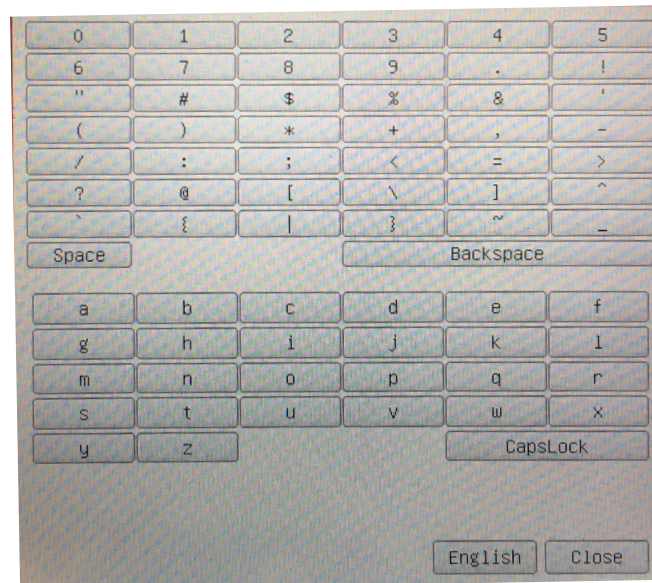 0 1 2 3 4 5
6 7 8 9 . !
" # $ % & '
( ) * + , -
/ : ; < = >
? @ [ \ ] ^
` { | } ~ _
Space Backspace
a b c d e f
g h i j k l
m n o p q r
s t u v w x
y z CapsLock
English Close